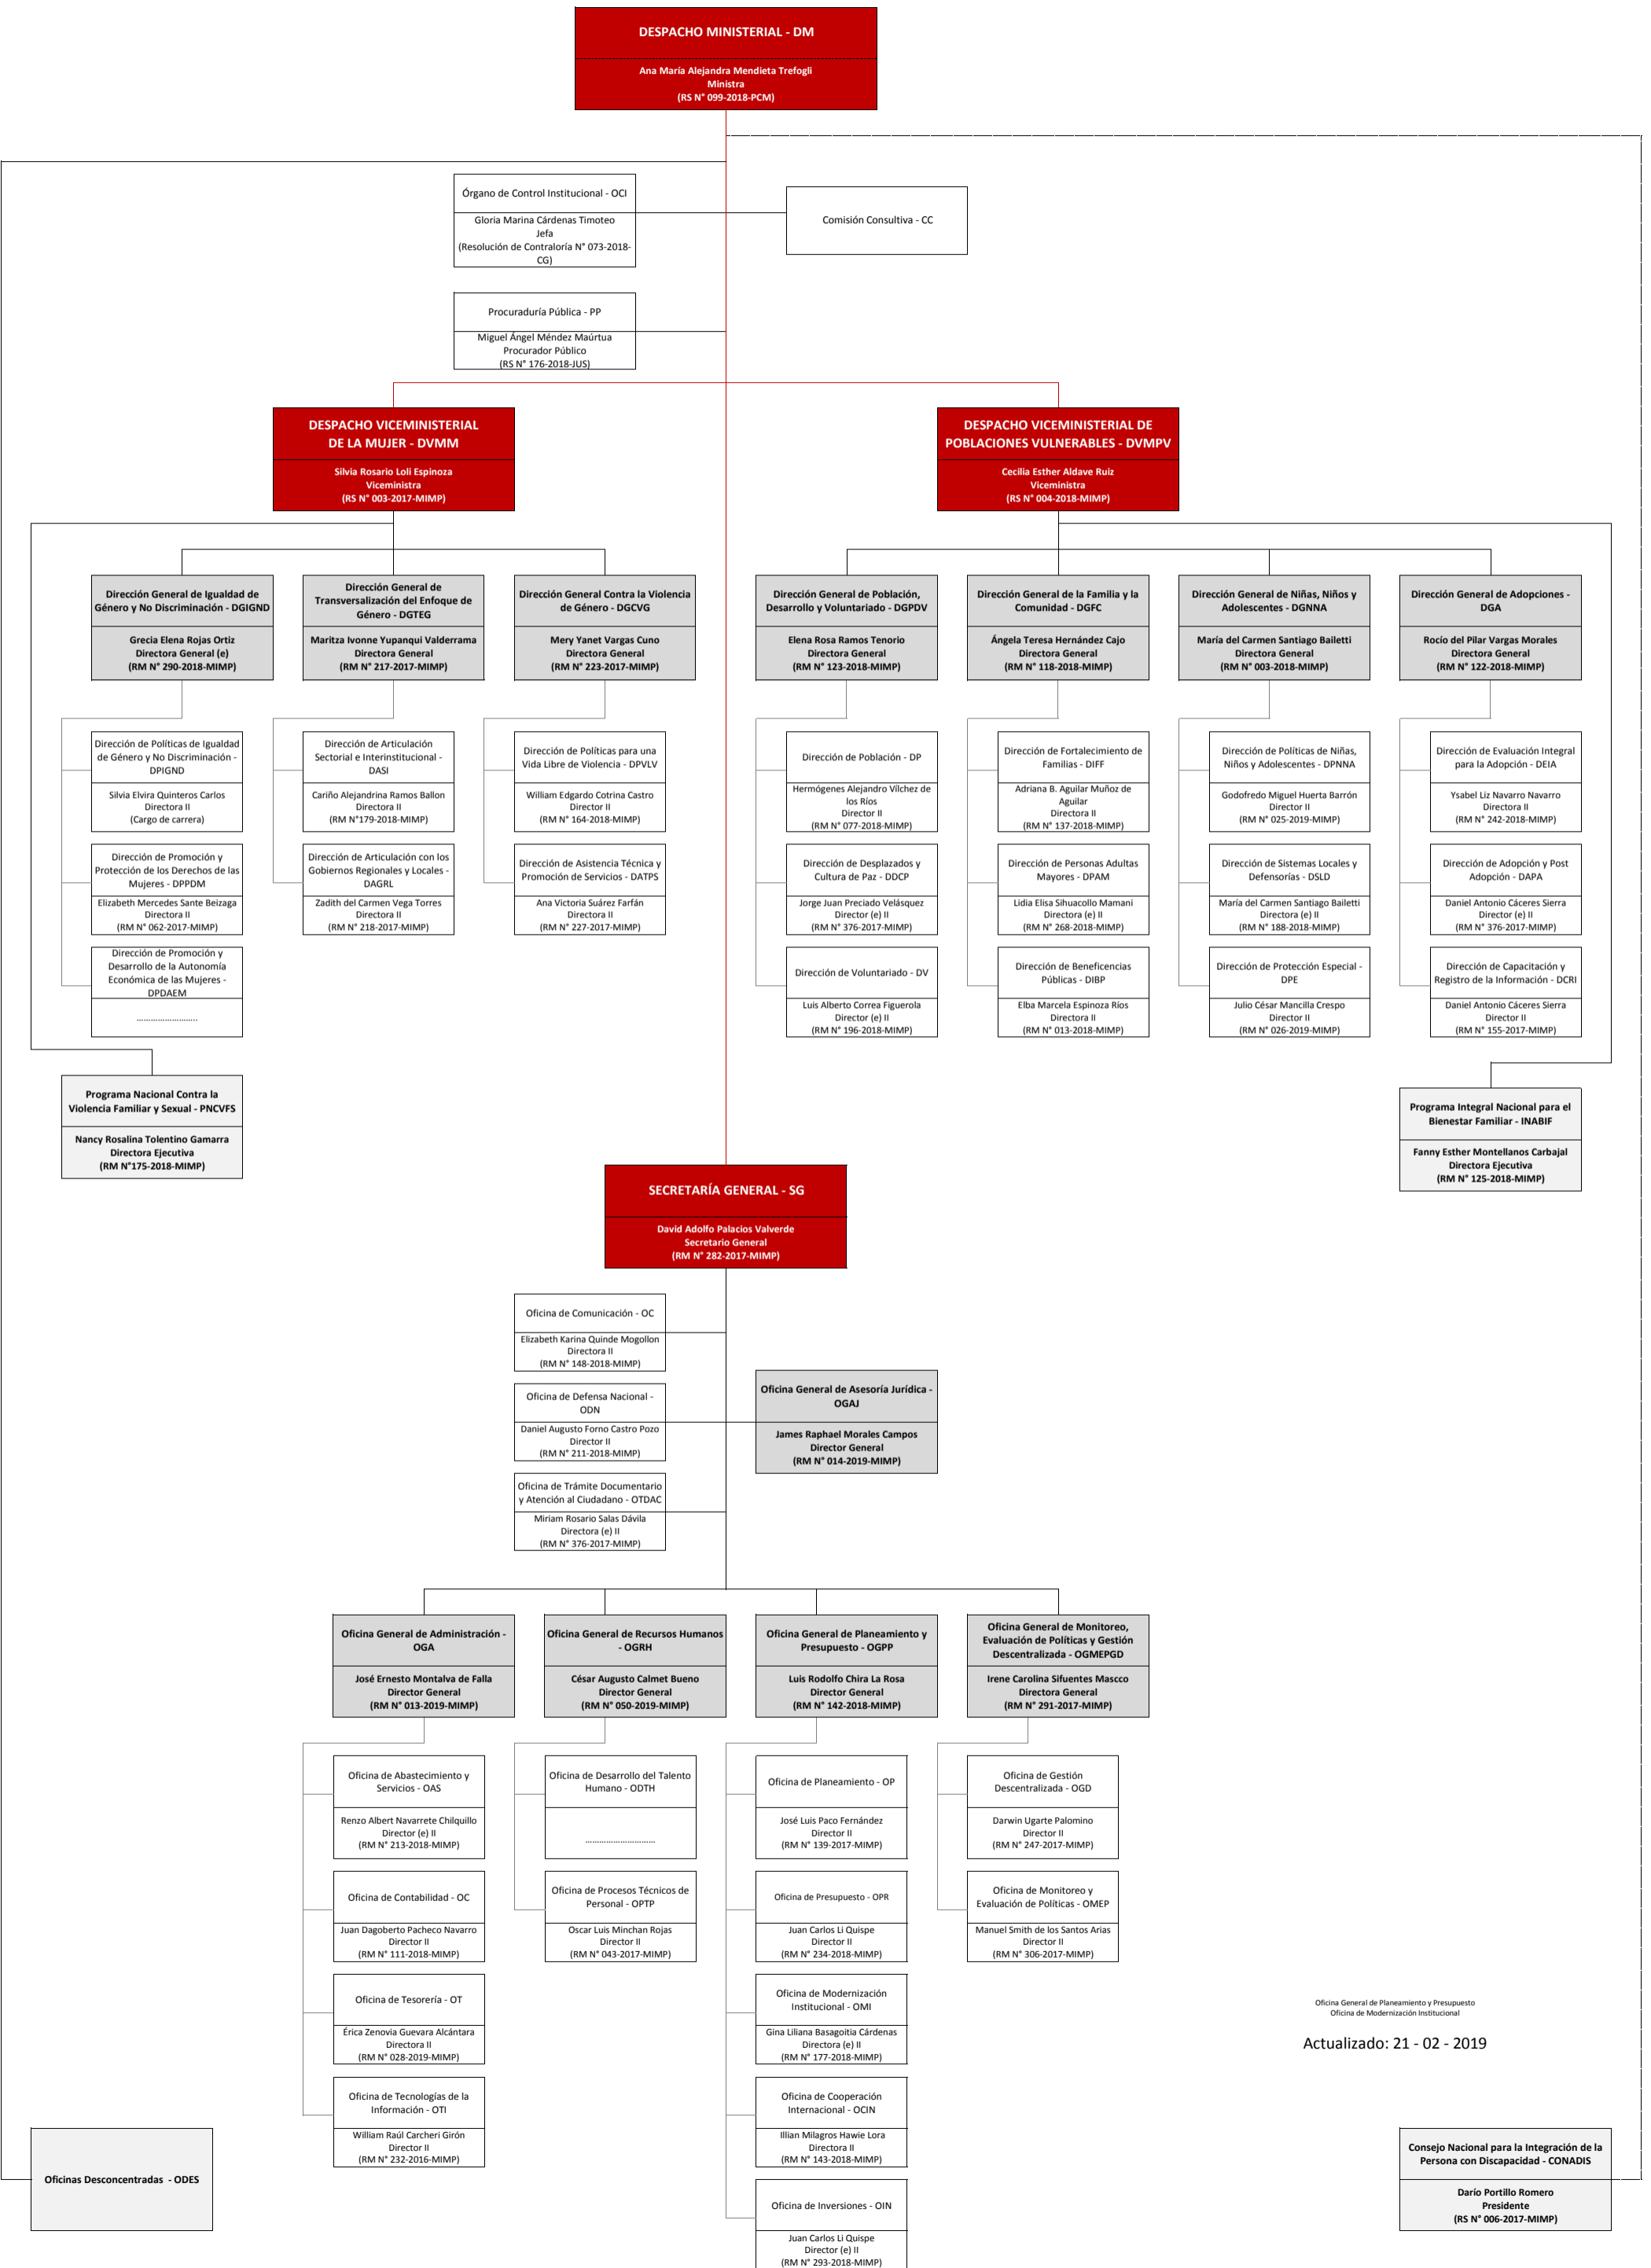 DESPACHO MINISTERIAL - DM
Ana María Alejandra Mendieta Trefogli
Ministra
(RS N° 099-2018-PCM)
Órgano de Control Institucional - OCI
Gloria Marina Cárdenas Timoteo
Jefa
(Resolución de Contraloría N° 073-2018-
CG)
Comisión Consultiva - CC
Procuraduría Pública - PP
Miguel Ángel Méndez Maúrtua
Procurador Público
(RS N° 176-2018-JUS)
DESPACHO VICEMINISTERIAL
DE LA MUJER - DVMM
Silvia Rosario Loli Espinoza
Viceministra
(RS N° 003-2017-MIMP)
DESPACHO VICEMINISTERIAL DE
POBLACIONES VULNERABLES - DVMPV
Cecilia Esther Aldave Ruiz
Viceministra
(RS N° 004-2018-MIMP)
Dirección General de Igualdad de
Género y No Discriminación - DGIGND
Grecia Elena Rojas Ortiz
Directora General (e)
(RM N° 290-2018-MIMP)
Dirección General de
Transversalización del Enfoque de
Género - DGTEG
Maritza Ivonne Yupanqui Valderrama
Directora General
(RM N° 217-2017-MIMP)
Dirección General Contra la Violencia
de Género - DGCVG
Mery Yanet Vargas Cuno
Directora General
(RM N° 223-2017-MIMP)
Dirección General de Población,
Desarrollo y Voluntariado - DGPDV
Elena Rosa Ramos Tenorio
Directora General
(RM N° 123-2018-MIMP)
Dirección General de la Familia y la
Comunidad - DGFC
Ángela Teresa Hernández Cajo
Directora General
(RM N° 118-2018-MIMP)
Dirección General de Niñas, Niños y
Adolescentes - DGNNA
María del Carmen Santiago Bailetti
Directora General
(RM N° 003-2018-MIMP)
Dirección General de Adopciones -
DGA
Rocío del Pilar Vargas Morales
Directora General
(RM N° 122-2018-MIMP)
Dirección de Políticas de Igualdad
de Género y No Discriminación -
DPIGND
Silvia Elvira Quinteros Carlos
Directora II
(Cargo de carrera)
Dirección de Articulación
Sectorial e Interinstitucional -
DASI
Cariño Alejandrina Ramos Ballon
Directora II
(RM N°179-2018-MIMP)
Dirección de Políticas para una
Vida Libre de Violencia - DPVLV
William Edgardo Cotrina Castro
Director II
(RM N° 164-2018-MIMP)
Dirección de Población - DP
Hermógenes Alejandro Vílchez de
los Ríos
Director II
(RM N° 077-2018-MIMP)
Dirección de Fortalecimiento de
Familias - DIFF
Adriana B. Aguilar Muñoz de
Aguilar
Directora II
(RM N° 137-2018-MIMP)
Dirección de Políticas de Niñas,
Niños y Adolescentes - DPNNA
Godofredo Miguel Huerta Barrón
Director II
(RM N° 025-2019-MIMP)
Dirección de Evaluación Integral
para la Adopción - DEIA
Ysabel Liz Navarro Navarro
Directora II
(RM N° 242-2018-MIMP)
Dirección de Promoción y
Protección de los Derechos de las
Mujeres - DPPDM
Elizabeth Mercedes Sante Beizaga
Directora II
(RM N° 062-2017-MIMP)
Dirección de Articulación con los
Gobiernos Regionales y Locales -
DAGRL
Zadith del Carmen Vega Torres
Directora II
(RM N° 218-2017-MIMP)
Dirección de Asistencia Técnica y
Promoción de Servicios - DATPS
Ana Victoria Suárez Farfán
Directora II
(RM N° 227-2017-MIMP)
Dirección de Desplazados y
Cultura de Paz - DDCP
Jorge Juan Preciado Velásquez
Director (e) II
(RM N° 376-2017-MIMP)
Dirección de Personas Adultas
Mayores - DPAM
Lidia Elisa Sihuacollo Mamani
Directora (e) II
(RM N° 268-2018-MIMP)
Dirección de Sistemas Locales y
Defensorías - DSLD
María del Carmen Santiago Bailetti
Directora (e) II
(RM N° 188-2018-MIMP)
Dirección de Adopción y Post
Adopción - DAPA
Daniel Antonio Cáceres Sierra
Director (e) II
(RM N° 376-2017-MIMP)
Dirección de Promoción y
Desarrollo de la Autonomía
Económica de las Mujeres -
DPDAEM
……………………..
Dirección de Voluntariado - DV
Luis Alberto Correa Figuerola
Director (e) II
(RM N° 196-2018-MIMP)
Dirección de Beneficencias
Públicas - DIBP
Elba Marcela Espinoza Ríos
Directora II
(RM N° 013-2018-MIMP)
Dirección de Protección Especial -
DPE
Julio César Mancilla Crespo
Director II
(RM N° 026-2019-MIMP)
Dirección de Capacitación y
Registro de la Información - DCRI
Daniel Antonio Cáceres Sierra
Director II
(RM N° 155-2017-MIMP)
Programa Nacional Contra la
Violencia Familiar y Sexual - PNCVFS
Nancy Rosalina Tolentino Gamarra
Directora Ejecutiva
(RM N°175-2018-MIMP)
Programa Integral Nacional para el
Bienestar Familiar - INABIF
Fanny Esther Montellanos Carbajal
Directora Ejecutiva
(RM N° 125-2018-MIMP)
SECRETARÍA GENERAL - SG
David Adolfo Palacios Valverde
Secretario General
(RM N° 282-2017-MIMP)
Oficina de Comunicación - OC
Elizabeth Karina Quinde Mogollon
Directora II
(RM N° 148-2018-MIMP)
Oficina de Defensa Nacional -
ODN
Daniel Augusto Forno Castro Pozo
Director II
(RM N° 211-2018-MIMP)
Oficina General de Asesoría Jurídica -
OGAJ
James Raphael Morales Campos
Director General
(RM N° 014-2019-MIMP)
Oficina de Trámite Documentario
y Atención al Ciudadano - OTDAC
Miriam Rosario Salas Dávila
Directora (e) II
(RM N° 376-2017-MIMP)
Oficina General de Administración -
OGA
José Ernesto Montalva de Falla
Director General
(RM N° 013-2019-MIMP)
Oficina General de Recursos Humanos
- OGRH
César Augusto Calmet Bueno
Director General
(RM N° 050-2019-MIMP)
Oficina General de Planeamiento y
Presupuesto - OGPP
Luis Rodolfo Chira La Rosa
Director General
(RM N° 142-2018-MIMP)
Oficina General de Monitoreo,
Evaluación de Políticas y Gestión
Descentralizada - OGMEPGD
Irene Carolina Sifuentes Mascco
Directora General
(RM N° 291-2017-MIMP)
Oficina de Abastecimiento y
Servicios - OAS
Renzo Albert Navarrete Chilquillo
Director (e) II
(RM N° 213-2018-MIMP)
Oficina de Desarrollo del Talento
Humano - ODTH
…………………………
Oficina de Planeamiento - OP
José Luis Paco Fernández
Director II
(RM N° 139-2017-MIMP)
Oficina de Gestión
Descentralizada - OGD
Darwin Ugarte Palomino
Director II
(RM N° 247-2017-MIMP)
Oficina de Contabilidad - OC
Juan Dagoberto Pacheco Navarro
Director II
(RM N° 111-2018-MIMP)
Oficina de Procesos Técnicos de
Personal - OPTP
Oscar Luis Minchan Rojas
Director II
(RM N° 043-2017-MIMP)
Oficina de Presupuesto - OPR
Juan Carlos Li Quispe
Director II
(RM N° 234-2018-MIMP)
Oficina de Monitoreo y
Evaluación de Políticas - OMEP
Manuel Smith de los Santos Arias
Director II
(RM N° 306-2017-MIMP)
Oficina de Tesorería - OT
Érica Zenovia Guevara Alcántara
Directora II
(RM N° 028-2019-MIMP)
Oficina de Modernización
Institucional - OMI
Gina Liliana Basagoitia Cárdenas
Directora (e) II
(RM N° 177-2018-MIMP)
Oficina General de Planeamiento y Presupuesto
Oficina de Modernización Institucional
Actualizado: 21 - 02 - 2019
Oficina de Tecnologías de la
Información - OTI
William Raúl Carcheri Girón
Director II
(RM N° 232-2016-MIMP)
Oficina de Cooperación
Internacional - OCIN
Illian Milagros Hawie Lora
Directora II
(RM N° 143-2018-MIMP)
Oficinas Desconcentradas - ODES
Consejo Nacional para la Integración de la
Persona con Discapacidad - CONADIS
Darío Portillo Romero
Presidente
(RS N° 006-2017-MIMP)
Oficina de Inversiones - OIN
Juan Carlos Li Quispe
Director (e) II
(RM N° 293-2018-MIMP)